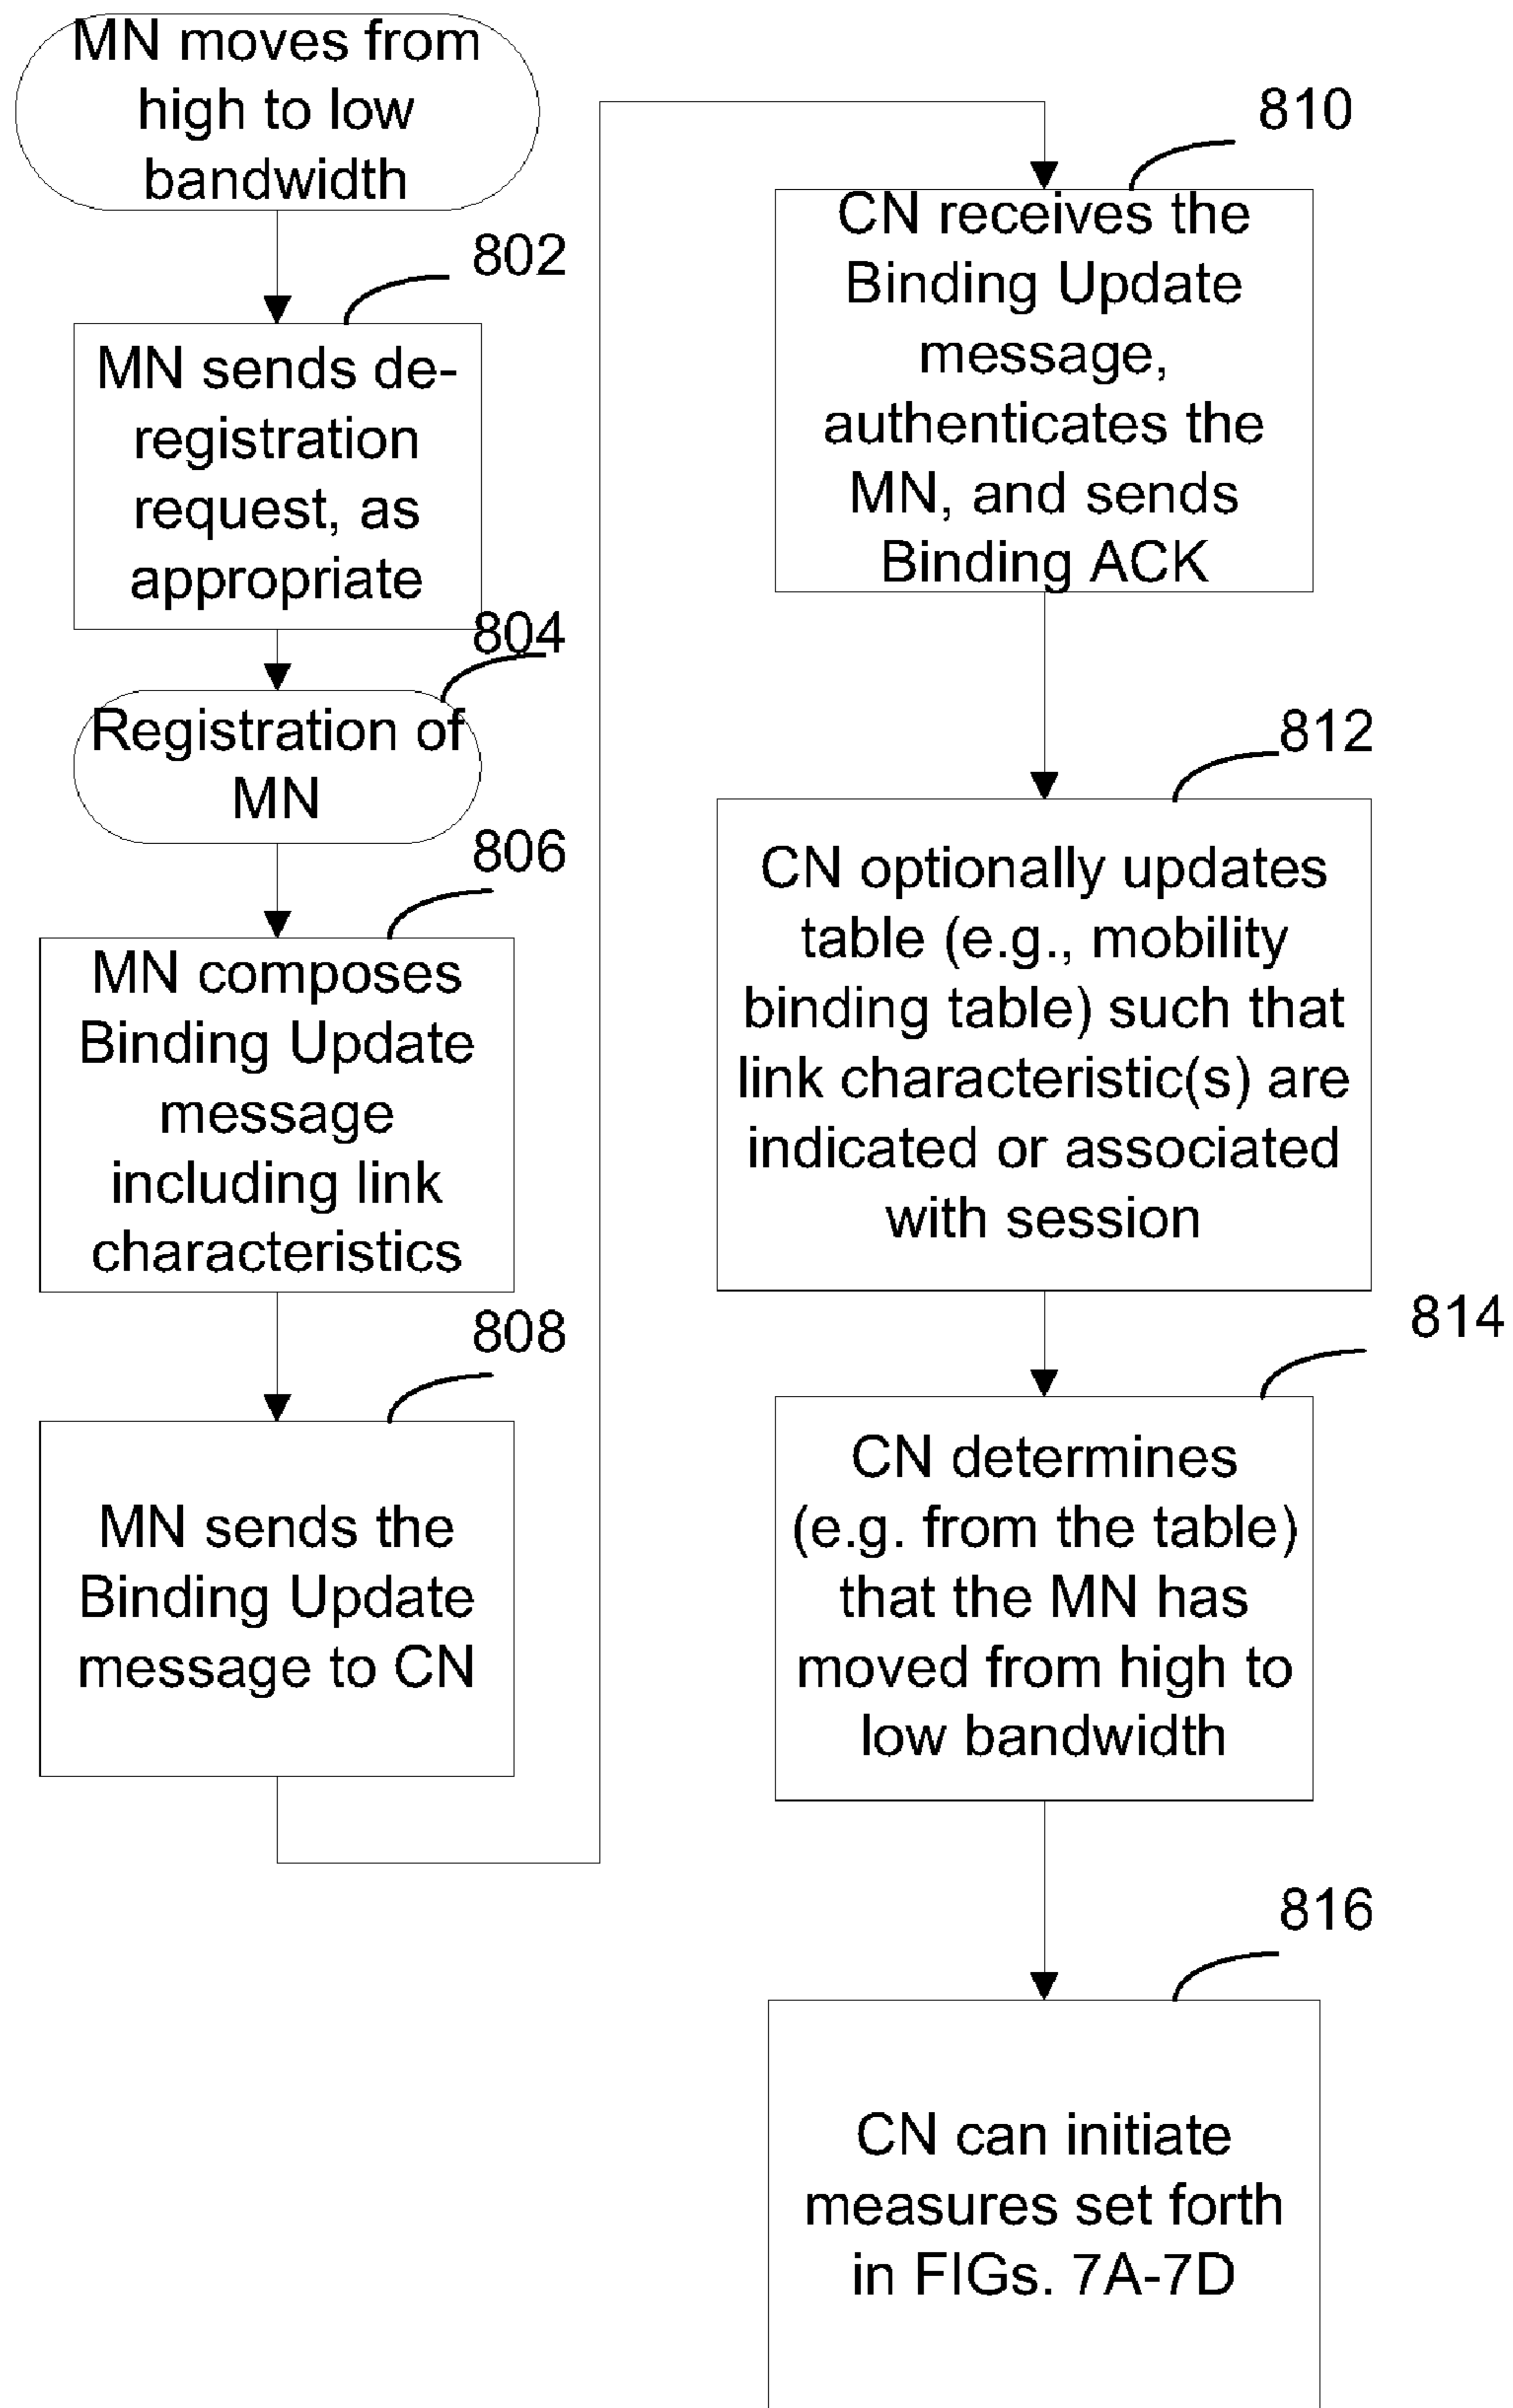 MN moves from
high to low
bandwidth
802
MN sends de-
registration
request, as
appropriate
804
Registration of
MN
806
MN composes
Binding Update
message
including link
characteristics
808
MN sends the
Binding Update
message to CN
810
CN receives the
Binding Update
message,
authenticates the
MN, and sends
Binding ACK
812
CN optionally updates
table (e.g., mobility
binding table) such that
link characteristic(s) are
indicated or associated
with session
814
CN determines
(e.g. from the table)
that the MN has
moved from high to
low bandwidth
816
CN can initiate
measures set forth
in FIGs. 7A-7D